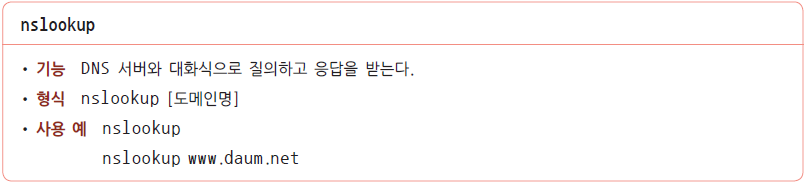 nslookup
• 기능 DNS 서버와 대화식으로 질의하고 응답을 받는다.
• 형식 nslookup [도메인명]
• 사용 예 nslookup
nslookup www.daum.net